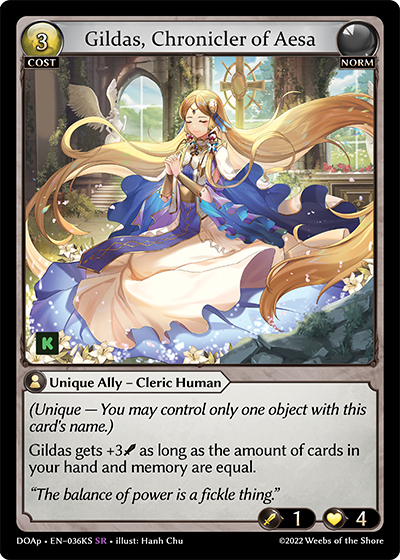 3 Gildas, Chronicler of Aesa
COST NORM
K
Unique Ally – Cleric Human
(Unique — You may control only one object with this
card's name.)
Gildas gets +3 as long as the amount of cards in
your hand and memory are equal.
“The balance of power is a fickle thing.”
1 4
DOAp • EN-036KS SR • illust: Hanh Chu ©2022 Weebs of the Shore